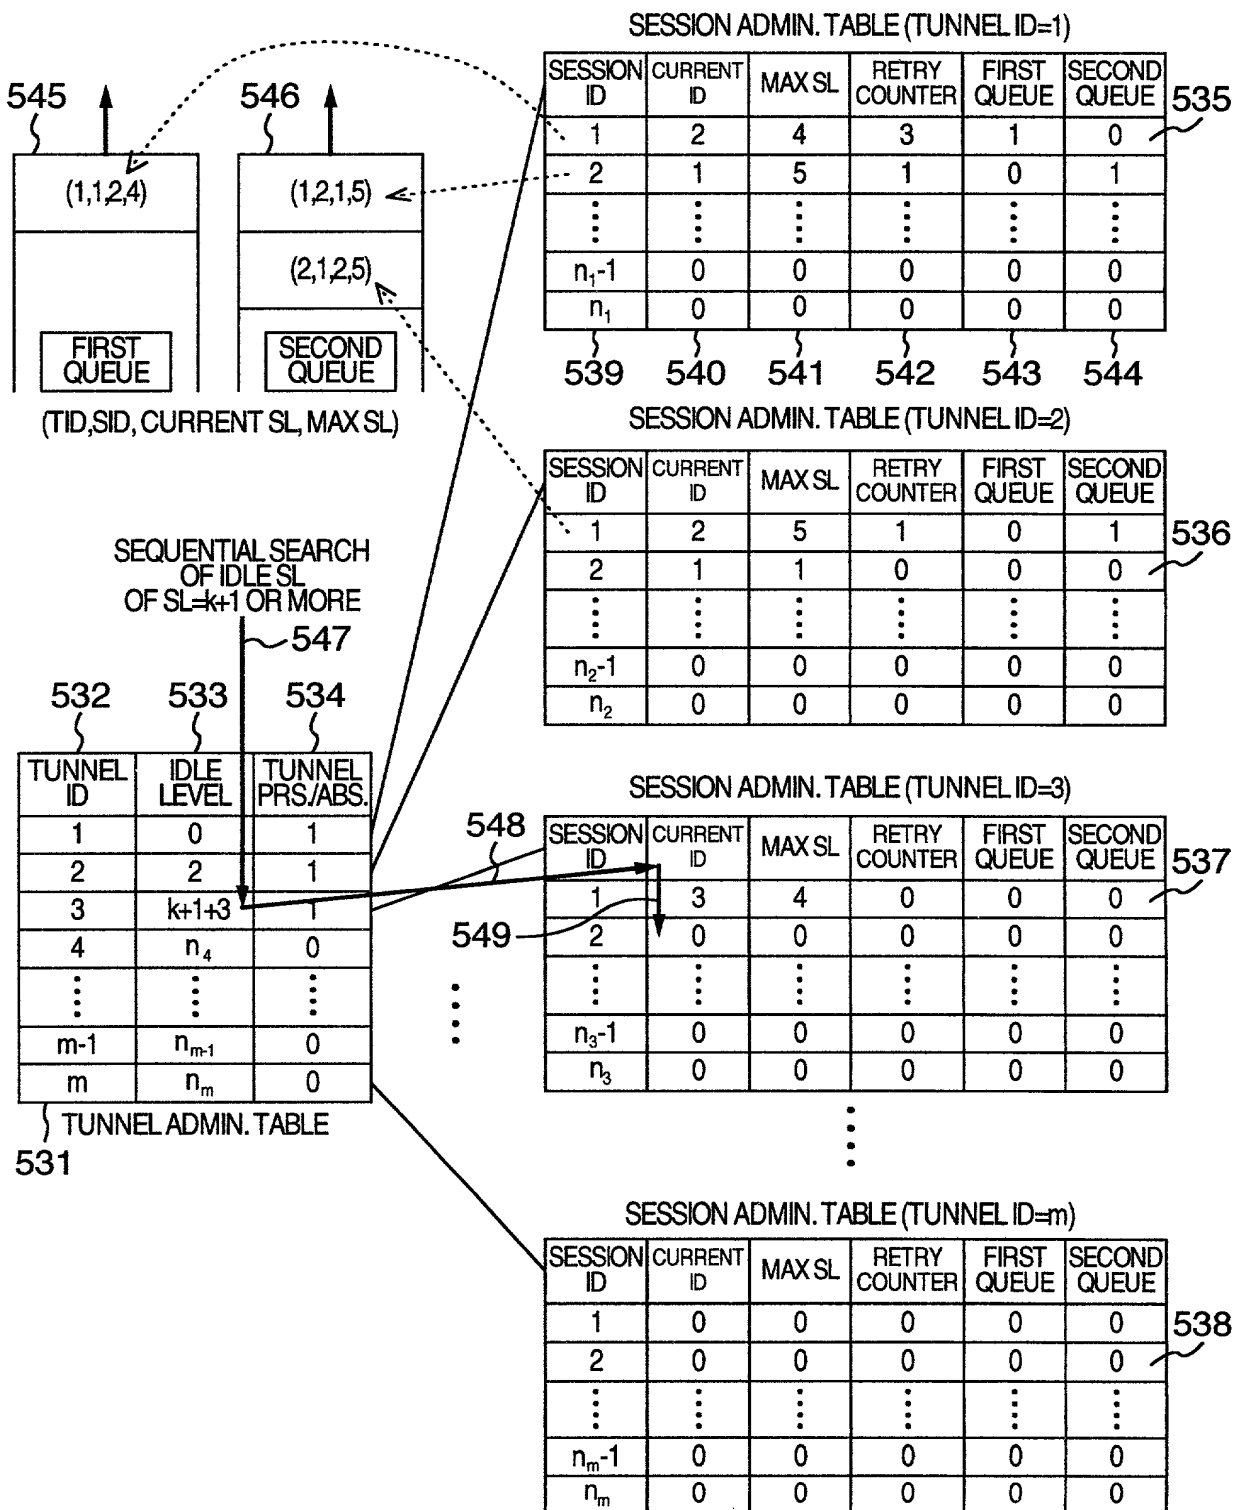 SESSION ADMIN. TABLE (TUNNEL ID=1)
SESSION ID CURRENT ID MAX SL RETRY COUNTER FIRST QUEUE SECOND QUEUE
535
1 2 4 3 1 0
2 1 5 1 0 1
n₁-1 0 0 0 0 0
n₁ 0 0 0 0 0
539 540 541 542 543 544
545 546
(1,1,2,4)
(1,2,1,5)
(2,1,2,5)
FIRST QUEUE
SECOND QUEUE
(TID,SID, CURRENT SL, MAX SL)
SESSION ADMIN. TABLE (TUNNEL ID=2)
SESSION ID CURRENT ID MAX SL RETRY COUNTER FIRST QUEUE SECOND QUEUE
1 2 5 1 0 1
536
2 1 1 0 0 0
n₂-1 0 0 0 0 0
n₂ 0 0 0 0 0
SEQUENTIAL SEARCH
OF IDLE SL
OF SL=k+1 OR MORE
547
532 533 534
TUNNEL ID IDLE LEVEL TUNNEL PRS./ABS.
1 0 1
2 2 1
3 k+1+3 1
4 n₄ 0
m-1 nₘ₋₁ 0
m nₘ 0
TUNNEL ADMIN. TABLE
531
SESSION ADMIN. TABLE (TUNNEL ID=3)
548
SESSION ID CURRENT ID MAX SL RETRY COUNTER FIRST QUEUE SECOND QUEUE
537
1 3 4 0 0 0
549
2 0 0 0 0 0
n₃-1 0 0 0 0 0
n₃ 0 0 0 0 0
SESSION ADMIN. TABLE (TUNNEL ID=m)
SESSION ID CURRENT ID MAX SL RETRY COUNTER FIRST QUEUE SECOND QUEUE
1 0 0 0 0 0
538
2 0 0 0 0 0
nₘ-1 0 0 0 0 0
nₘ 0 0 0 0 0